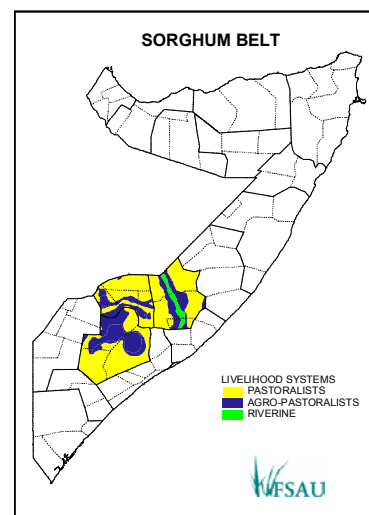 SORGHUM BELT
LIVELIHOOD SYSTEMS
PASTORALISTS
AGRO-PASTORALISTS
RIVERINE
FSAU